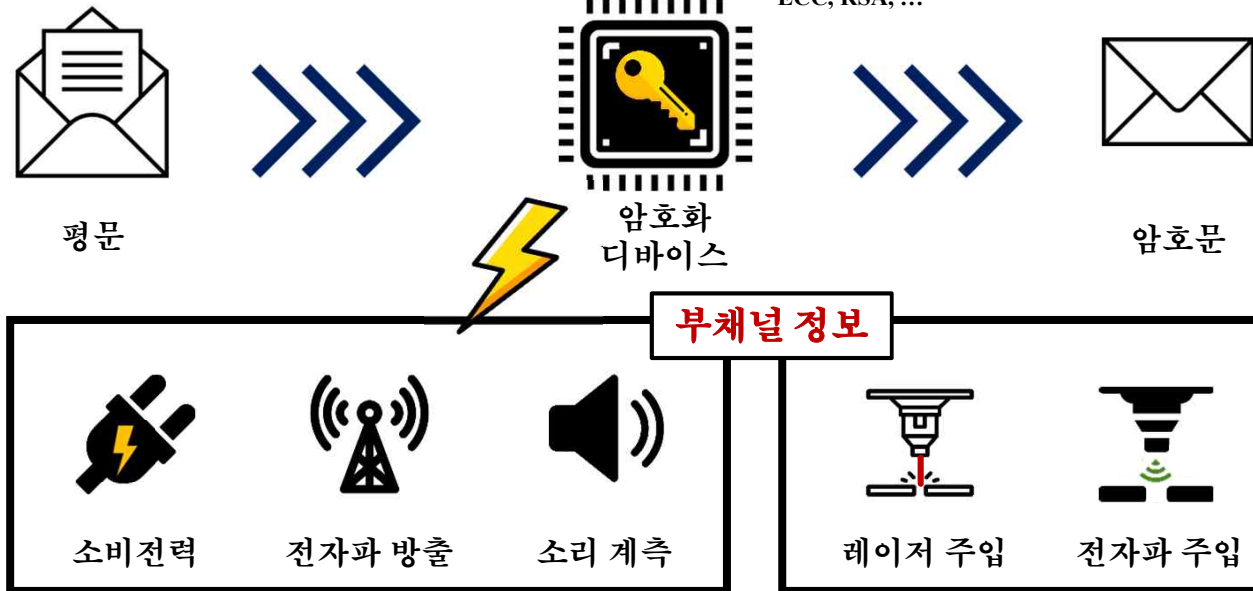 ECC, RSA, ...
평문
암호화
디바이스
암호문
부채널 정보
소비전력
전자파 방출
소리 계측
레이저 주입
전자파 주입